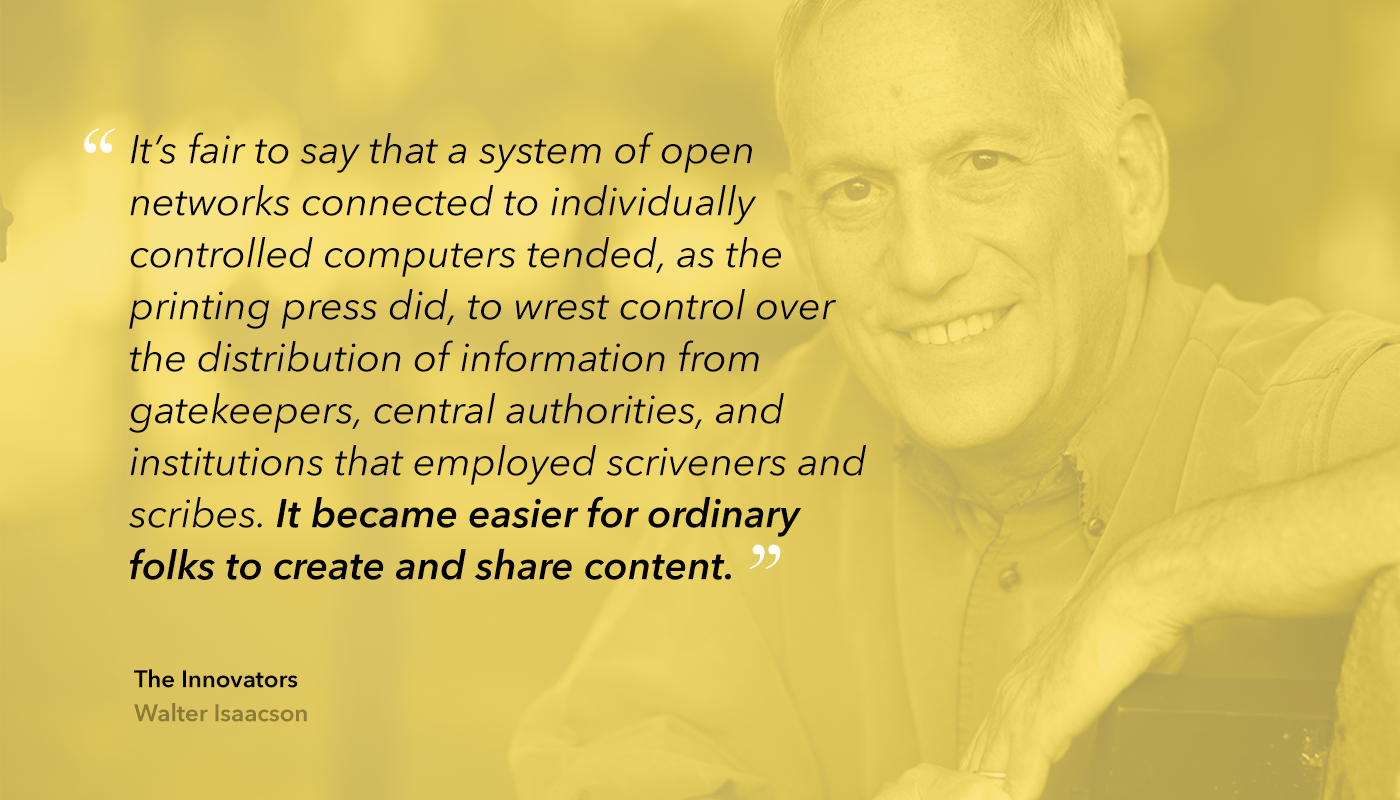 “ It’s fair to say that a system of open
networks connected to individually
controlled computers tended, as the
printing press did, to wrest control over
the distribution of information from
gatekeepers, central authorities, and
institutions that employed scriveners and
scribes. It became easier for ordinary
folks to create and share content. ”
The Innovators
Walter Isaacson